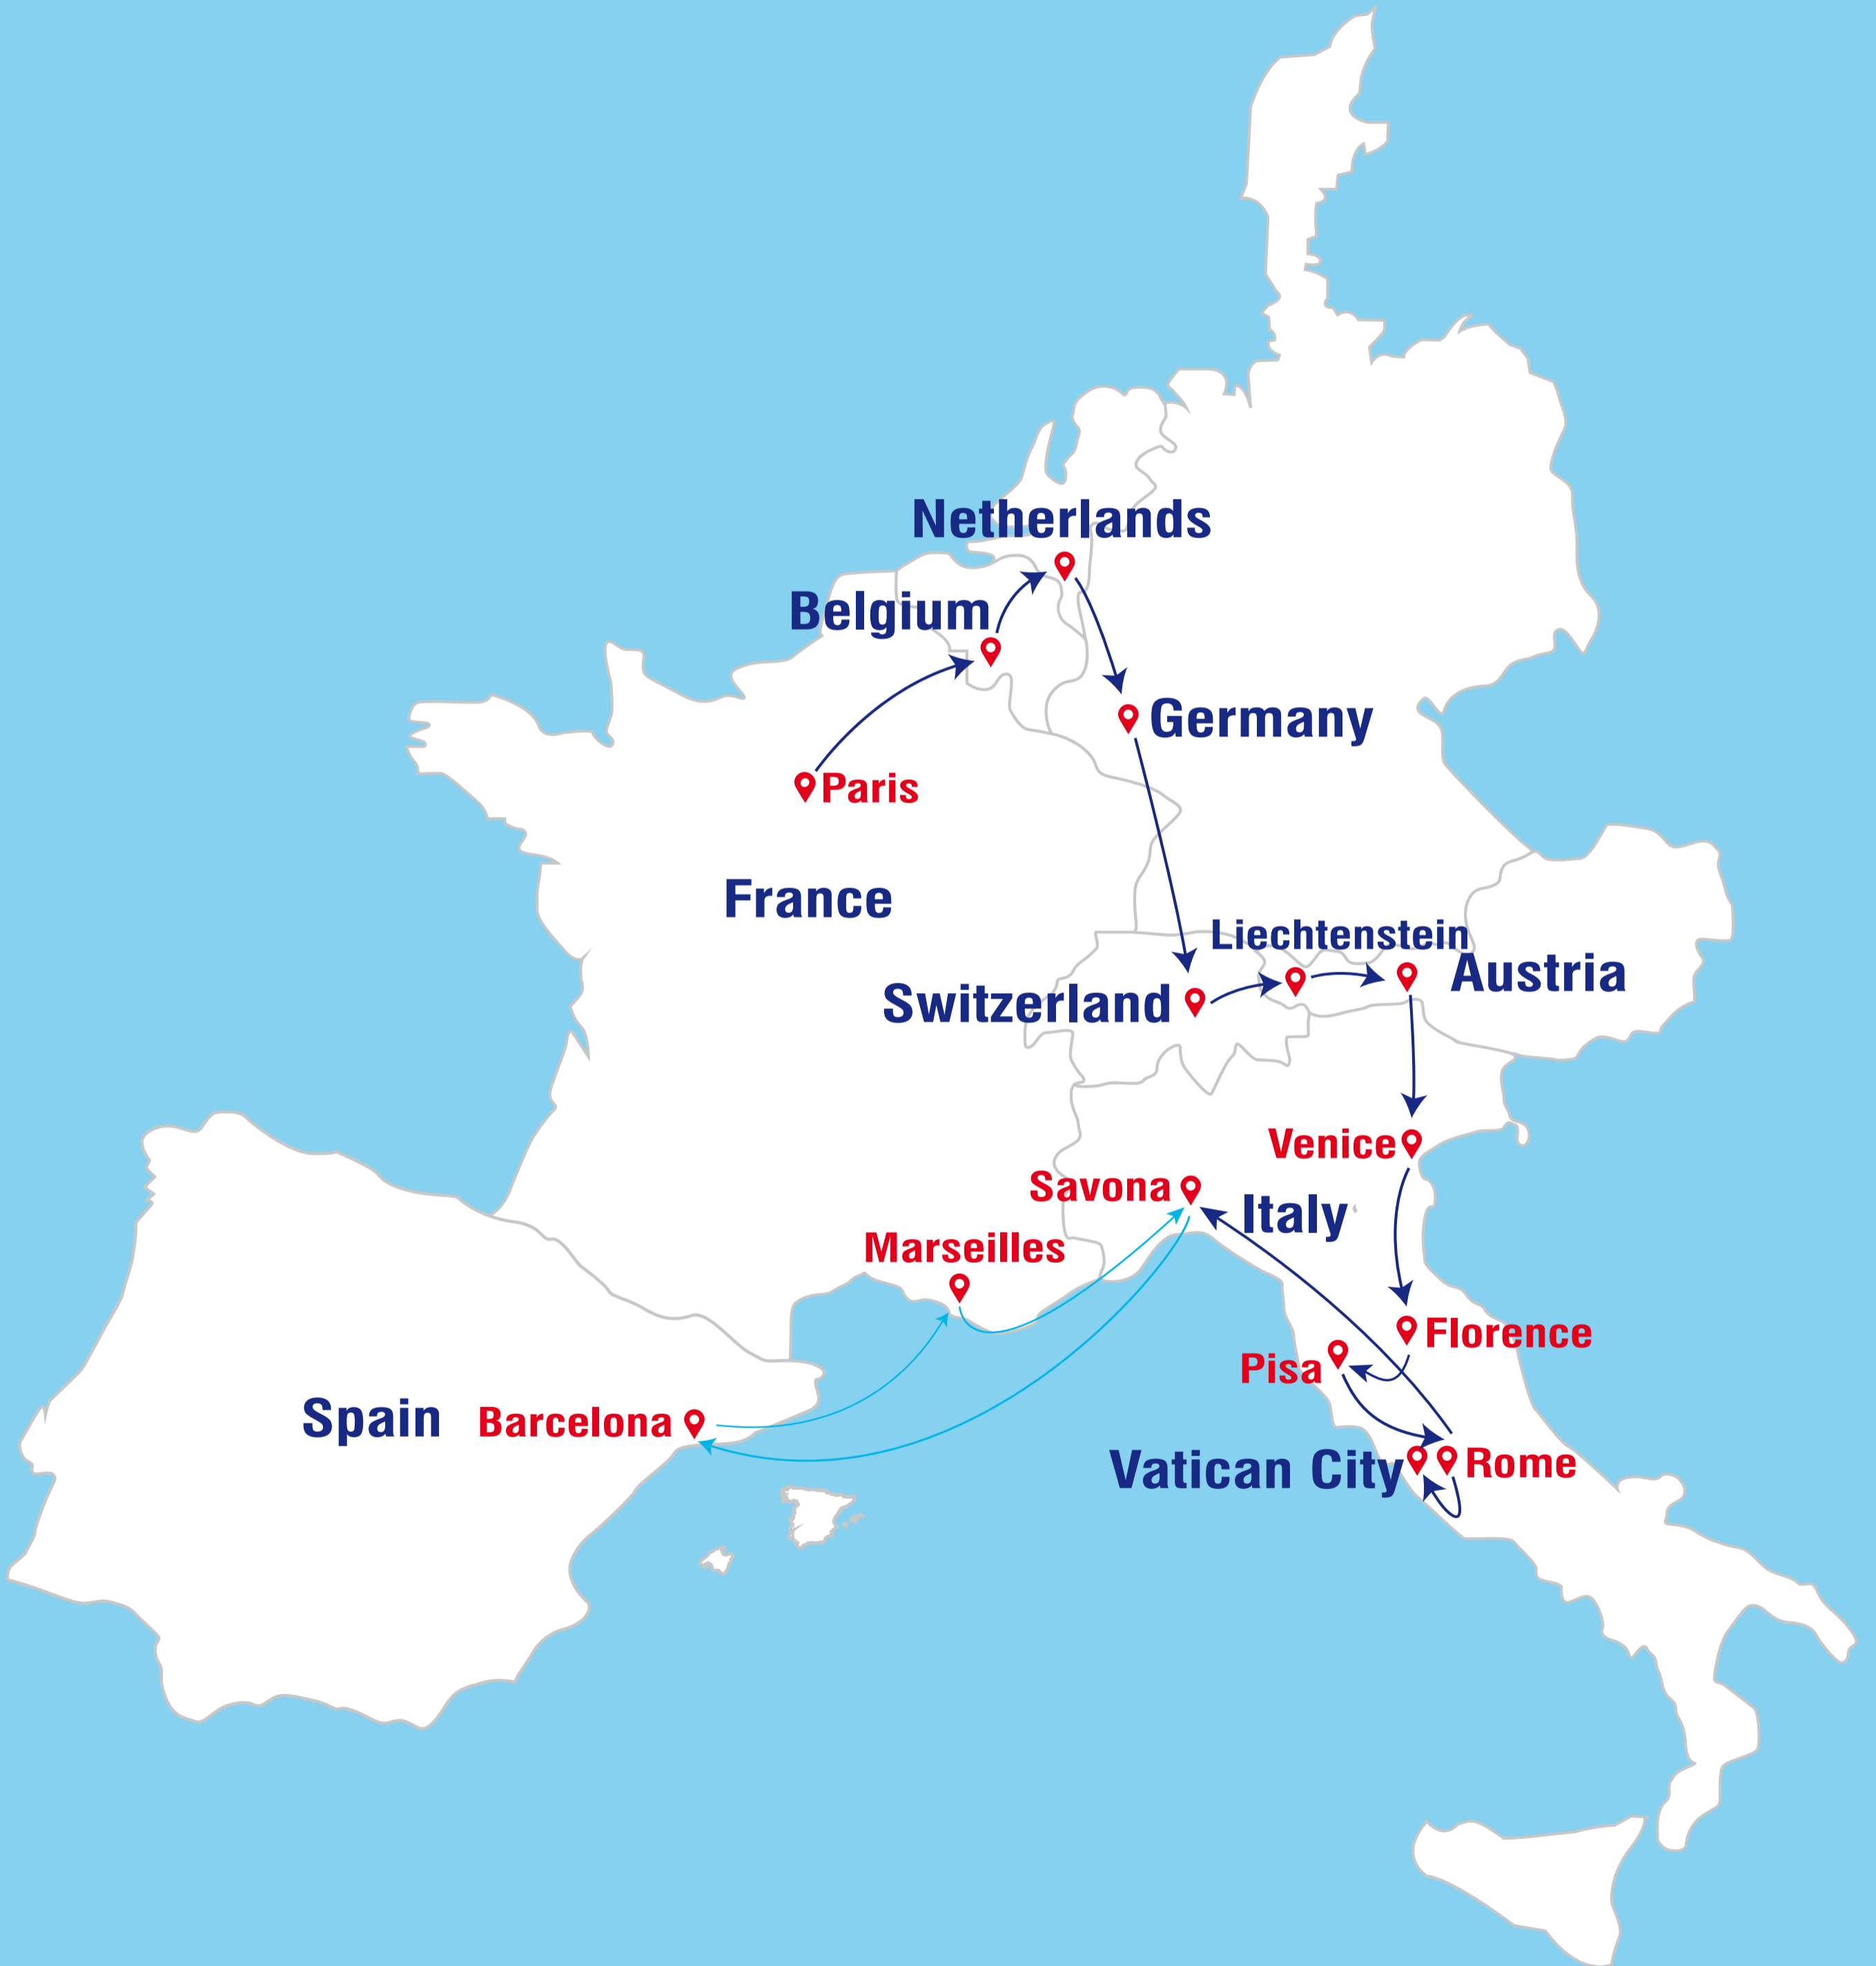 Netherlands
Belgium
Germany
Paris
France
Liechtenstein
Austria
Switzerland
Venice
Savona
Italy
Marseilles
Florence
Pisa
Spain
Barcelona
Vatican City
Rome